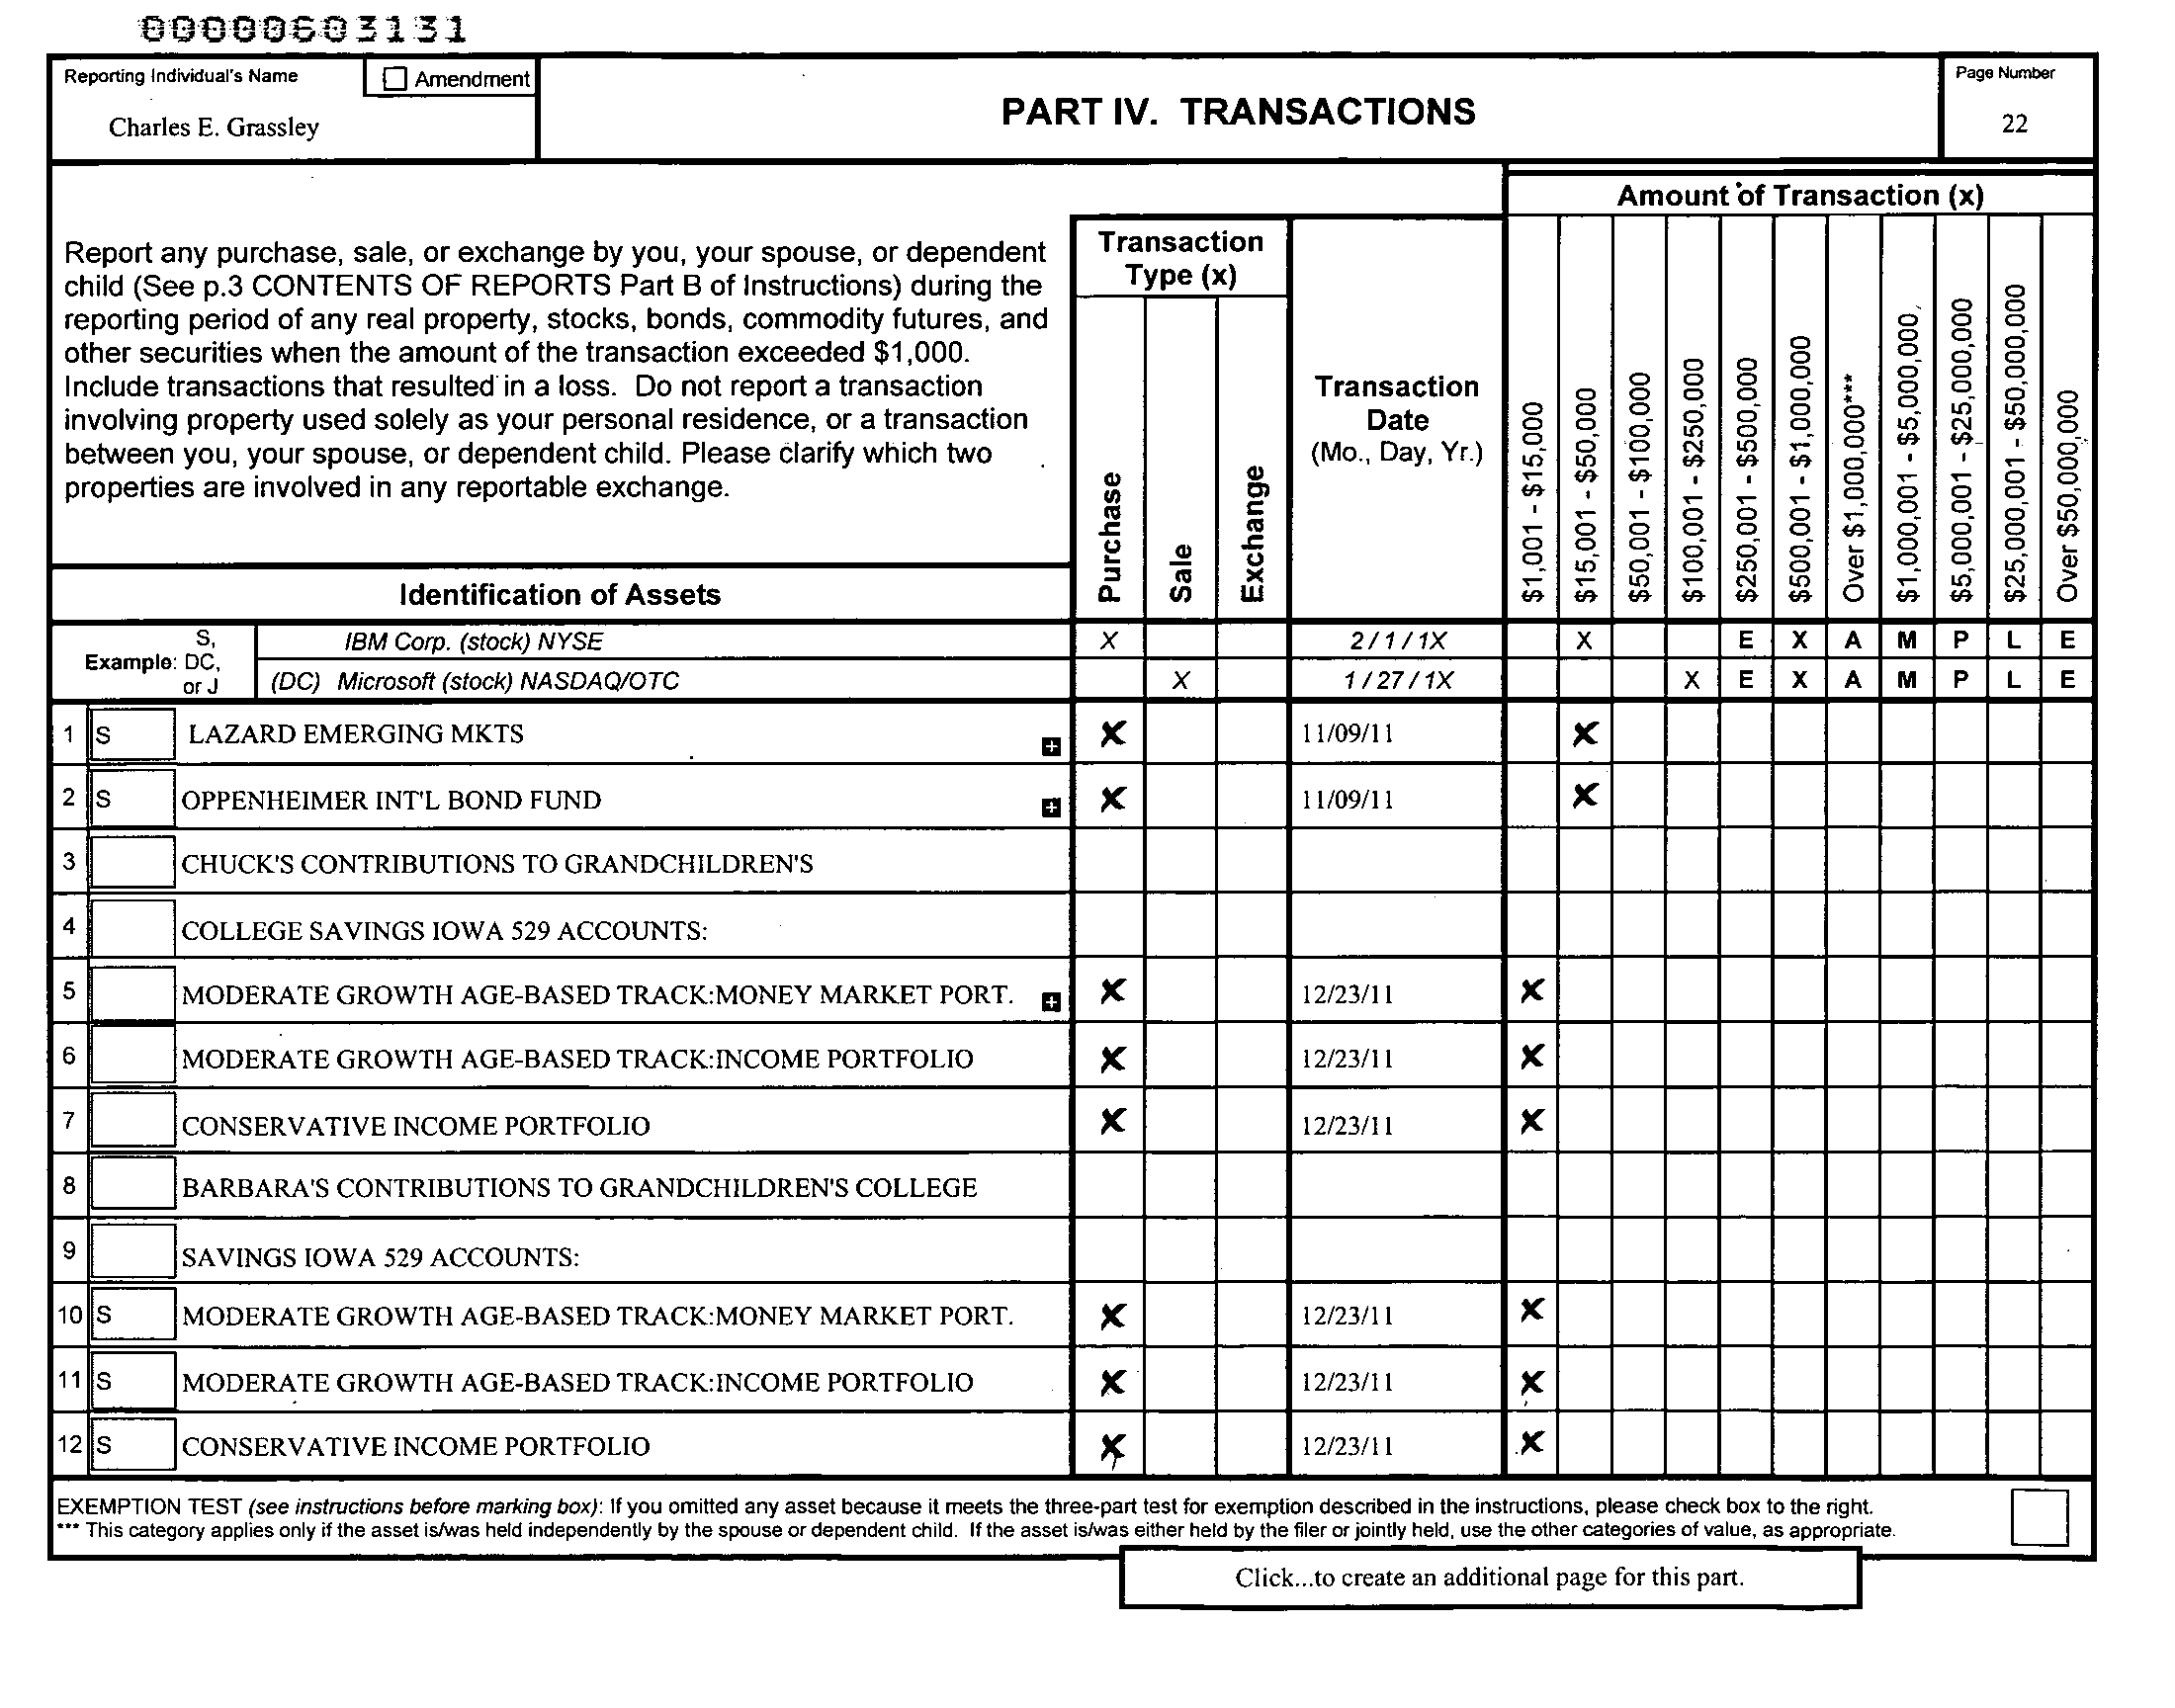 00000603131
Reporting Individual's Name
Amendment
Charles E. Grassley
PART IV. TRANSACTIONS
Page Number
22
Report any purchase, sale, or exchange by you, your spouse, or dependent
child (See p.3 CONTENTS OF REPORTS Part B of Instructions) during the
reporting period of any real property, stocks, bonds, commodity futures, and
other securities when the amount of the transaction exceeded $1,000.
Include transactions that resulted in a loss. Do not report a transaction
involving property used solely as your personal residence, or a transaction
between you, your spouse, or dependent child. Please clarify which two
properties are involved in any reportable exchange.
Identification of Assets
Transaction
Type (x)
Purchase
Sale
Exchange
Transaction
Date
(Mo., Day, Yr.)
Amount of Transaction (x)
$1,001 - $15,000
$15,001 - $50,000
$50,001 - $100,000
$100,001 - $250,000
$250,001 - $500,000
$500,001 - $1,000,000
Over $1,000,000***
$1,000,001 - $5,000,000
$5,000,001 - $25,000,000
$25,000,001 - $50,000,000
Over $50,000,000
Example: S, DC, or J
IBM Corp. (stock) NYSE X 2 / 1 / 1X X E X A M P L E
(DC) Microsoft (stock) NASDAQ/OTC X 1 / 27 / 1X X E X A M P L E
1 S LAZARD EMERGING MKTS X 11/09/11 X
2 S OPPENHEIMER INT'L BOND FUND X 11/09/11 X
3 CHUCK'S CONTRIBUTIONS TO GRANDCHILDREN'S
4 COLLEGE SAVINGS IOWA 529 ACCOUNTS:
5 MODERATE GROWTH AGE-BASED TRACK:MONEY MARKET PORT. X 12/23/11 X
6 MODERATE GROWTH AGE-BASED TRACK:INCOME PORTFOLIO X 12/23/11 X
7 CONSERVATIVE INCOME PORTFOLIO X 12/23/11 X
8 BARBARA'S CONTRIBUTIONS TO GRANDCHILDREN'S COLLEGE
9 SAVINGS IOWA 529 ACCOUNTS:
10 S MODERATE GROWTH AGE-BASED TRACK:MONEY MARKET PORT. X 12/23/11 X
11 S MODERATE GROWTH AGE-BASED TRACK:INCOME PORTFOLIO X 12/23/11 X
12 S CONSERVATIVE INCOME PORTFOLIO X 12/23/11 X
EXEMPTION TEST (see instructions before marking box): If you omitted any asset because it meets the three-part test for exemption described in the instructions, please check box to the right.
*** This category applies only if the asset is/was held independently by the spouse or dependent child. If the asset is/was either held by the filer or jointly held, use the other categories of value, as appropriate.
Click...to create an additional page for this part.